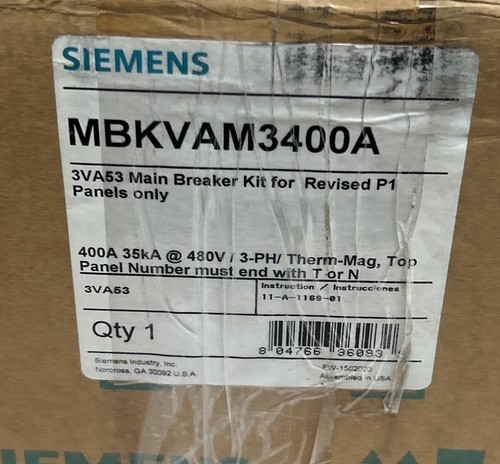 SIEMENS
MBKVAM3400A
3VA53 Main Breaker Kit for Revised P1
Panels only
400A 35kA @ 480V / 3-PH/ Therm-Mag, Top
Panel Number must end with T or N
3VA53
Instruction / Instrucciones
11-A-1169-01
Qty 1
8 04766 96093
Siemens Industry, Inc.
Norcross, GA 30092 U.S.A
Assembled in USA
SIEMENS